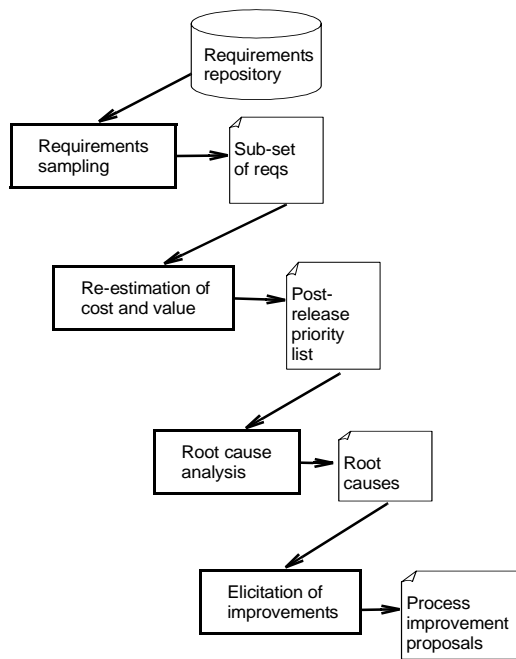 Requirements
repository
Requirements
sampling
Sub-set
of reqs
Re-estimation of
cost and value
Post-
release
priority
list
Root cause
analysis
Root
causes
Elicitation of
improvements
Process
improvement
proposals